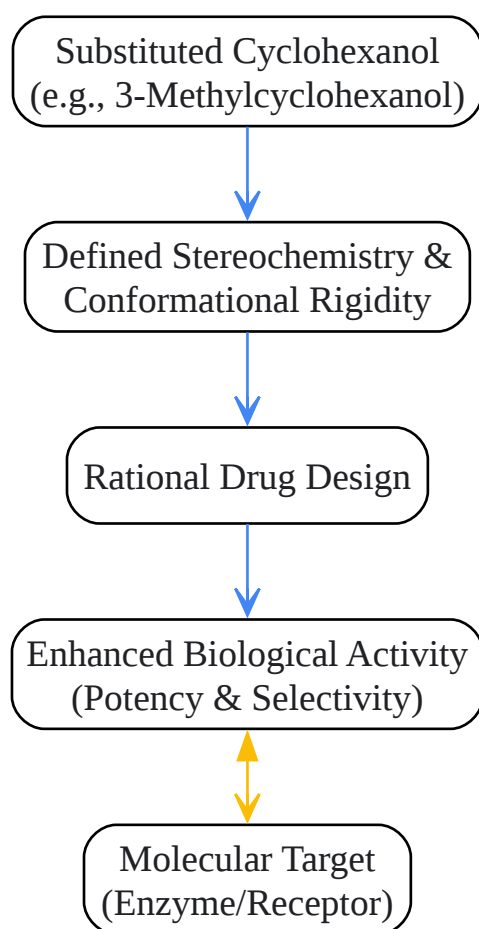 Substituted Cyclohexanol
(e.g., 3-Methylcyclohexanol)
Defined Stereochemistry &
Conformational Rigidity
Rational Drug Design
Enhanced Biological Activity
(Potency & Selectivity)
Molecular Target
(Enzyme/Receptor)